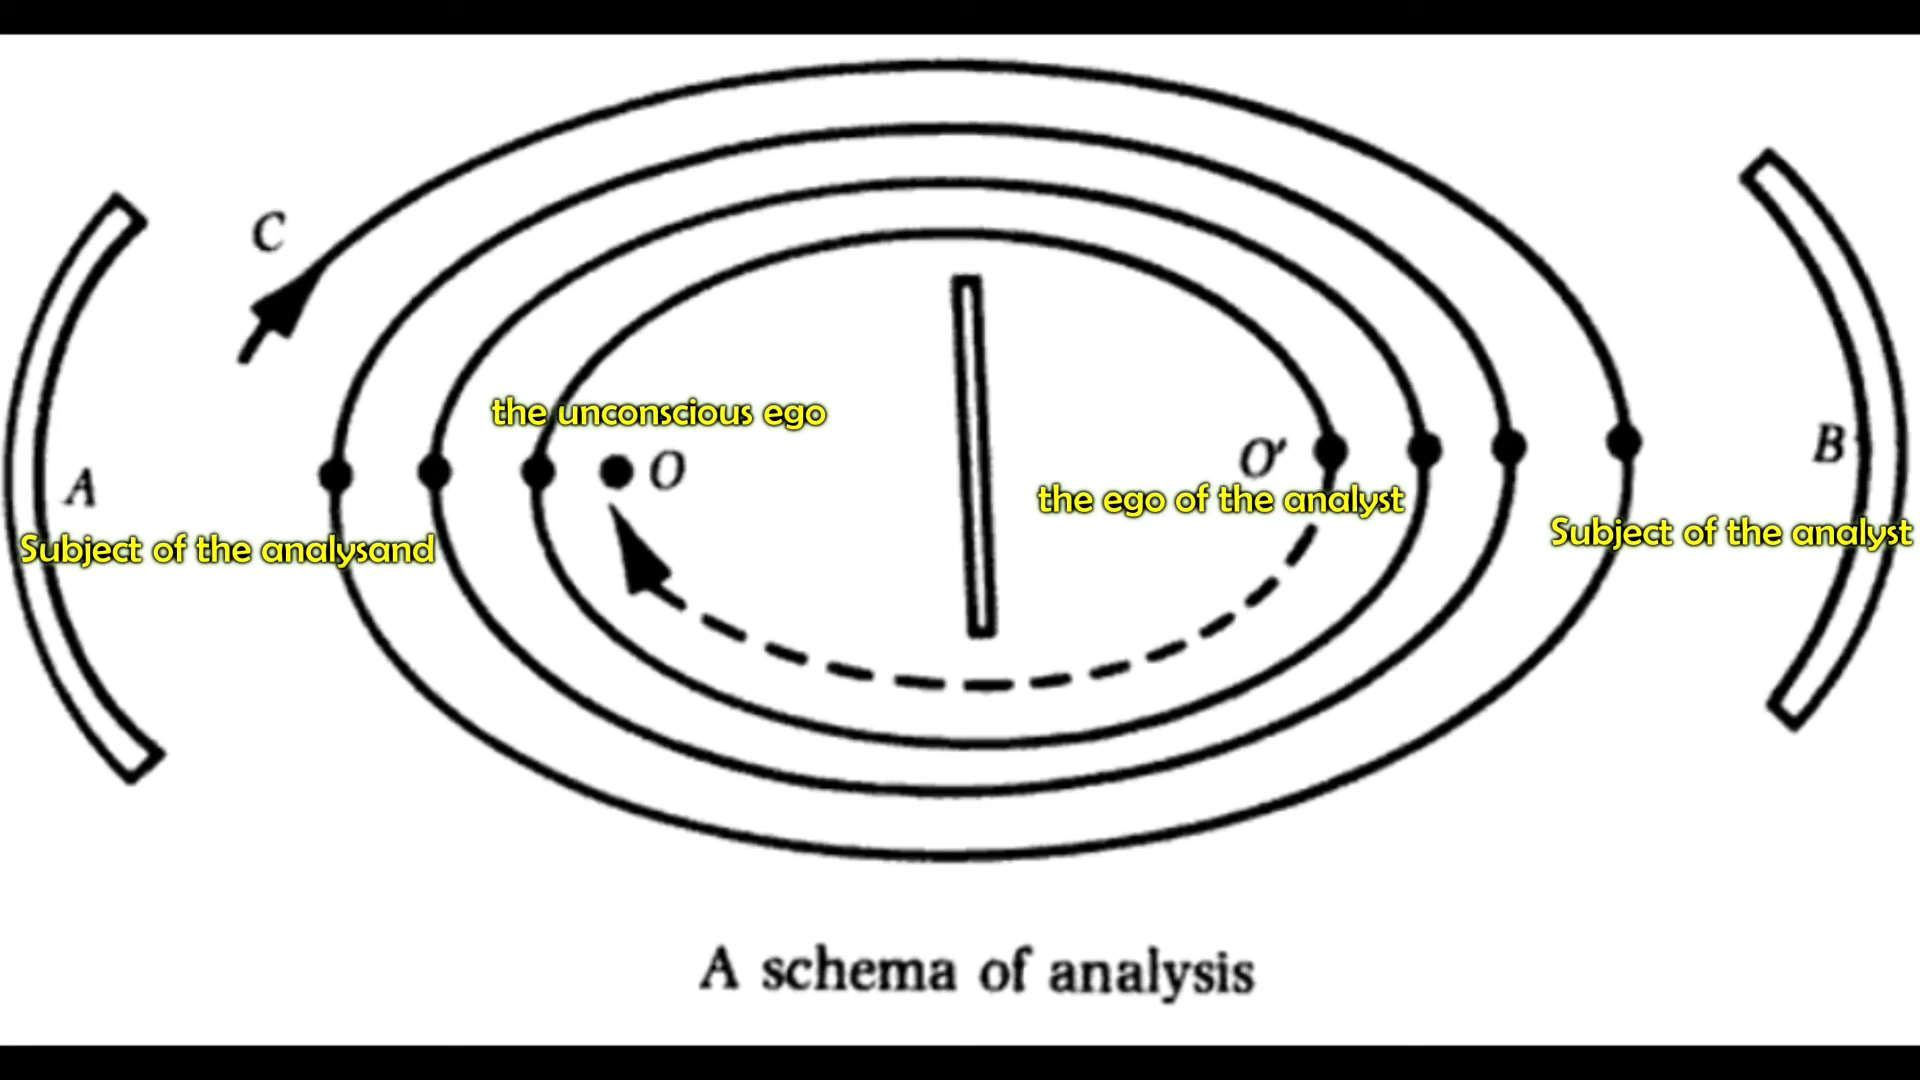 C
the unconscious ego
O
O′
B
A
the ego of the analyst
Subject of the analyst
Subject of the analysand
A schema of analysis